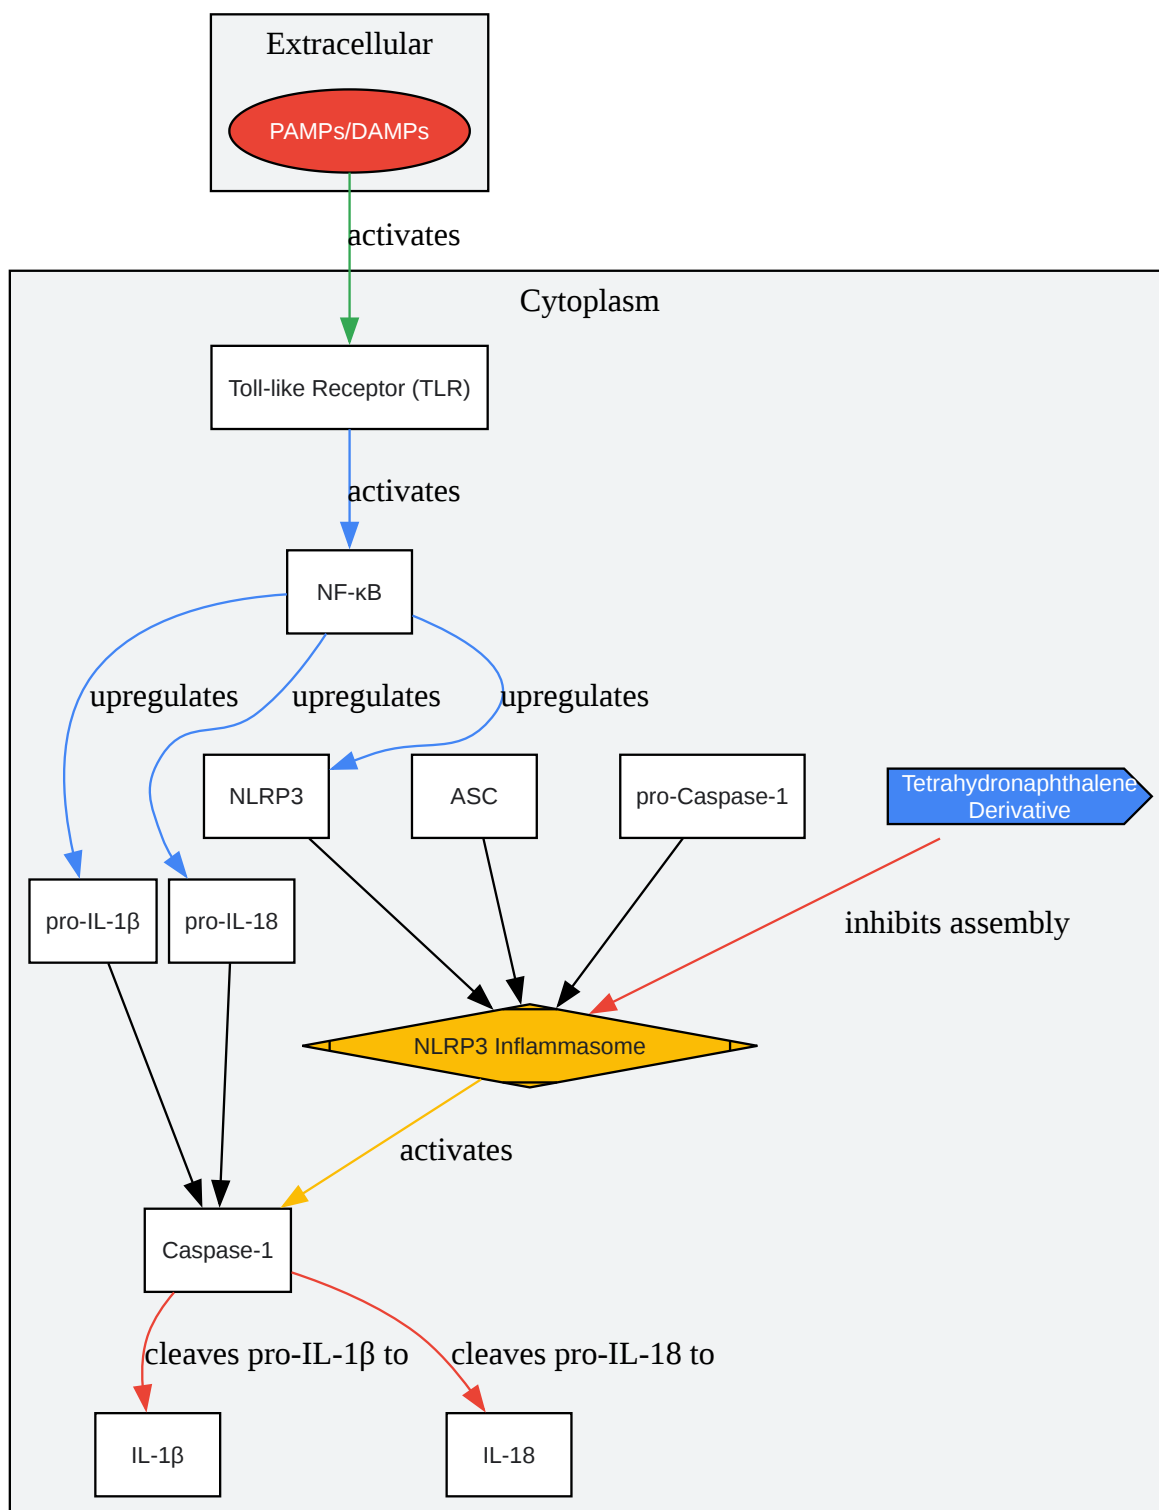 Extracellular
PAMPs/DAMPs
activates
Cytoplasm
Toll-like Receptor (TLR)
activates
NF-κB
upregulates
upregulates
upregulates
NLRP3
ASC
pro-Caspase-1
Tetrahydronaphthalene
Derivative
pro-IL-1β
pro-IL-18
inhibits assembly
NLRP3 Inflammasome
activates
Caspase-1
cleaves pro-IL-1β to
cleaves pro-IL-18 to
IL-1β
IL-18